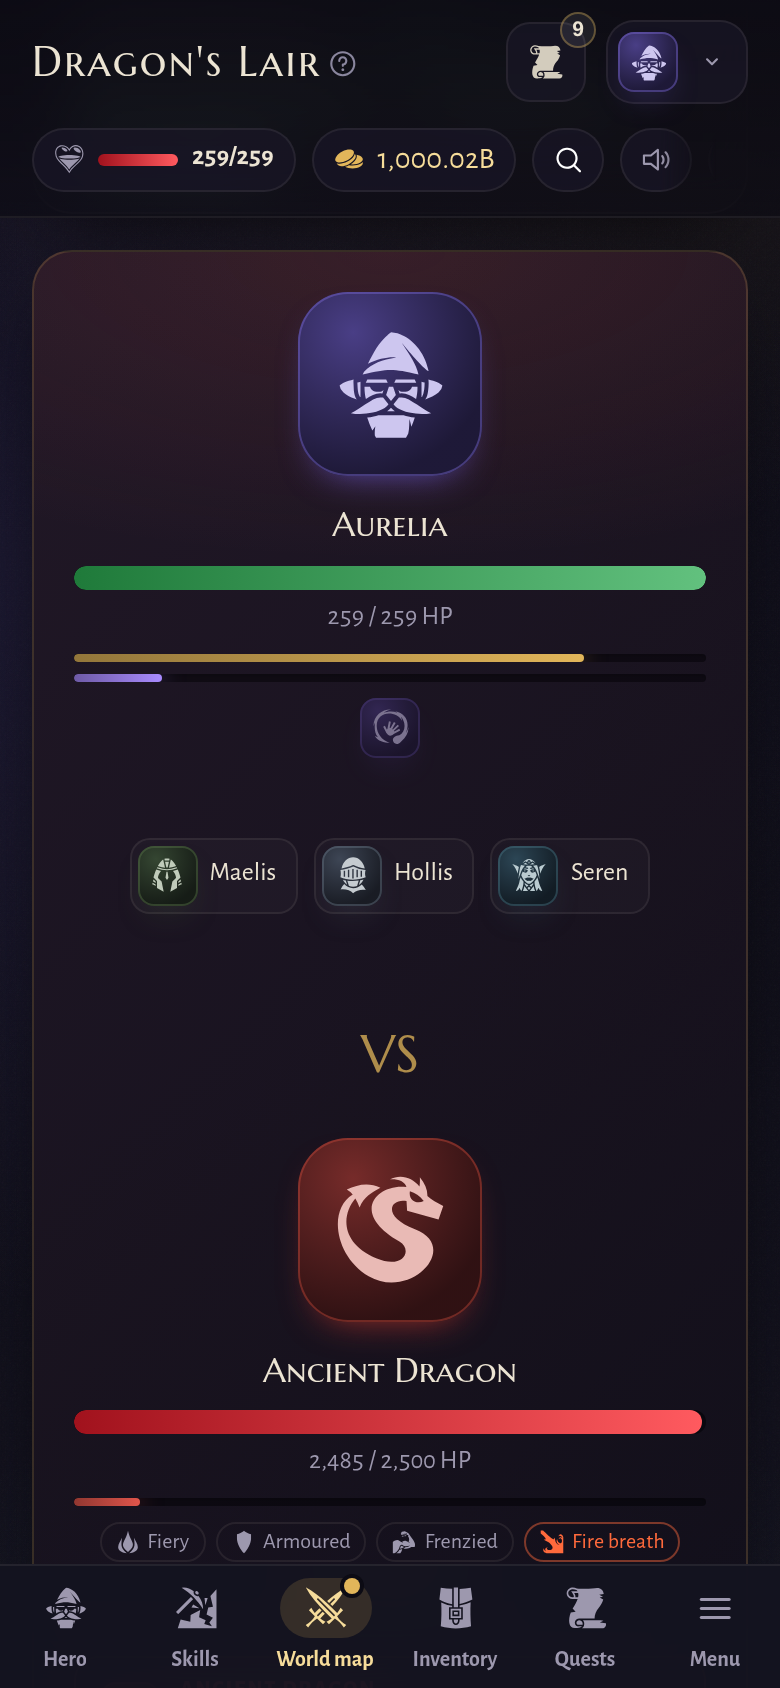 Dragon's Lair
9
259/259
1,000.02B
Aurelia
259 / 259 HP
Maelis
Hollis
Seren
VS
Ancient Dragon
2,485 / 2,500 HP
Fiery
Armoured
Frenzied
Fire breath
Hero
Skills
World map
Inventory
Quests
Menu